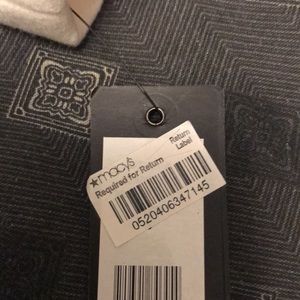 ★macy's
Required for Return
Return
Label
0520406347145